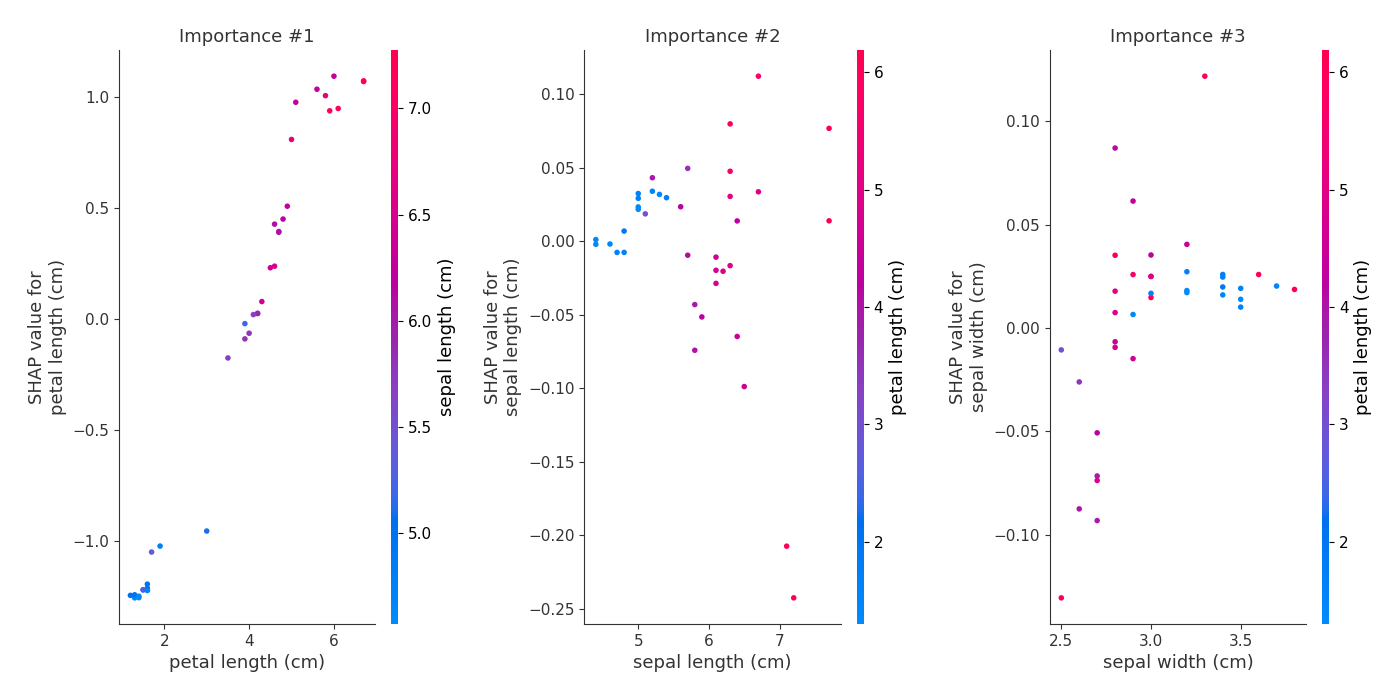 Importance #1
SHAP value for
petal length (cm)
1.0
0.5
0.0
−0.5
−1.0
2
4
6
petal length (cm)
7.0
6.5
6.0
5.5
5.0
sepal length (cm)
Importance #2
SHAP value for
sepal length (cm)
0.10
0.05
0.00
−0.05
−0.10
−0.15
−0.20
−0.25
5
6
7
sepal length (cm)
6
5
4
3
2
petal length (cm)
Importance #3
SHAP value for
sepal width (cm)
0.10
0.05
0.00
−0.05
−0.10
2.5
3.0
3.5
sepal width (cm)
6
5
4
3
2
petal length (cm)